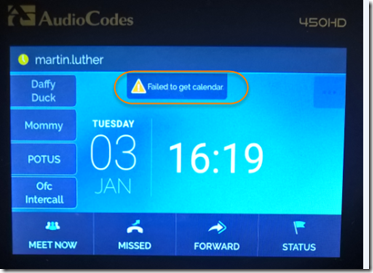 AudioCodes
450HD
martin.luther
Failed to get calendar.
Daffy
Duck
Mommy
POTUS
Ofc
Intercall
TUESDAY
03
JAN
16:19
MEET NOW
MISSED
FORWARD
STATUS